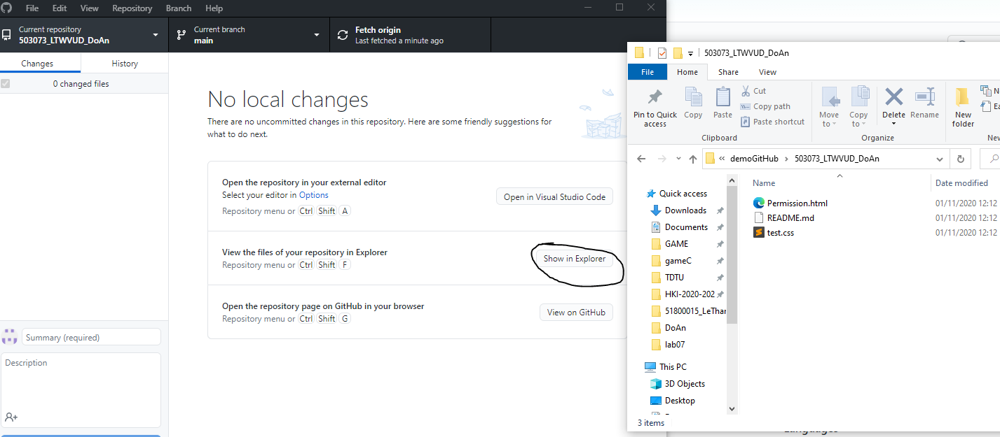 File Edit View Repository Branch Help
Current repository
503073_LTWVUD_DoAn
Current branch
main
Fetch origin
Last fetched a minute ago
Changes
History
0 changed files
No local changes
There are no uncommitted changes in this repository. Here are some friendly suggestions for
what to do next.
Open the repository in your external editor
Select your editor in Options
Repository menu or Ctrl Shift A
Open in Visual Studio Code
View the files of your repository in Explorer
Repository menu or Ctrl Shift F
Show in Explorer
Open the repository page on GitHub in your browser
Repository menu or Ctrl Shift G
View on GitHub
Summary (required)
Description
503073_LTWVUD_DoAn
File Home Share View
Pin to Quick
access
Copy
Paste
Cut
Copy path
Paste shortcut
Move
to
Copy
to
Delete
Rename
New
folder
Clipboard
Organize
demoGitHub › 503073_LTWVUD_DoAn
Quick access
Downloads
Documents
GAME
gameC
TDTU
HKI-2020-202
51800015_LeThar
DoAn
lab07
This PC
3D Objects
Desktop
Name
Date modified
Permission.html 01/11/2020 12:12
README.md 01/11/2020 12:12
test.css 01/11/2020 12:12
3 items